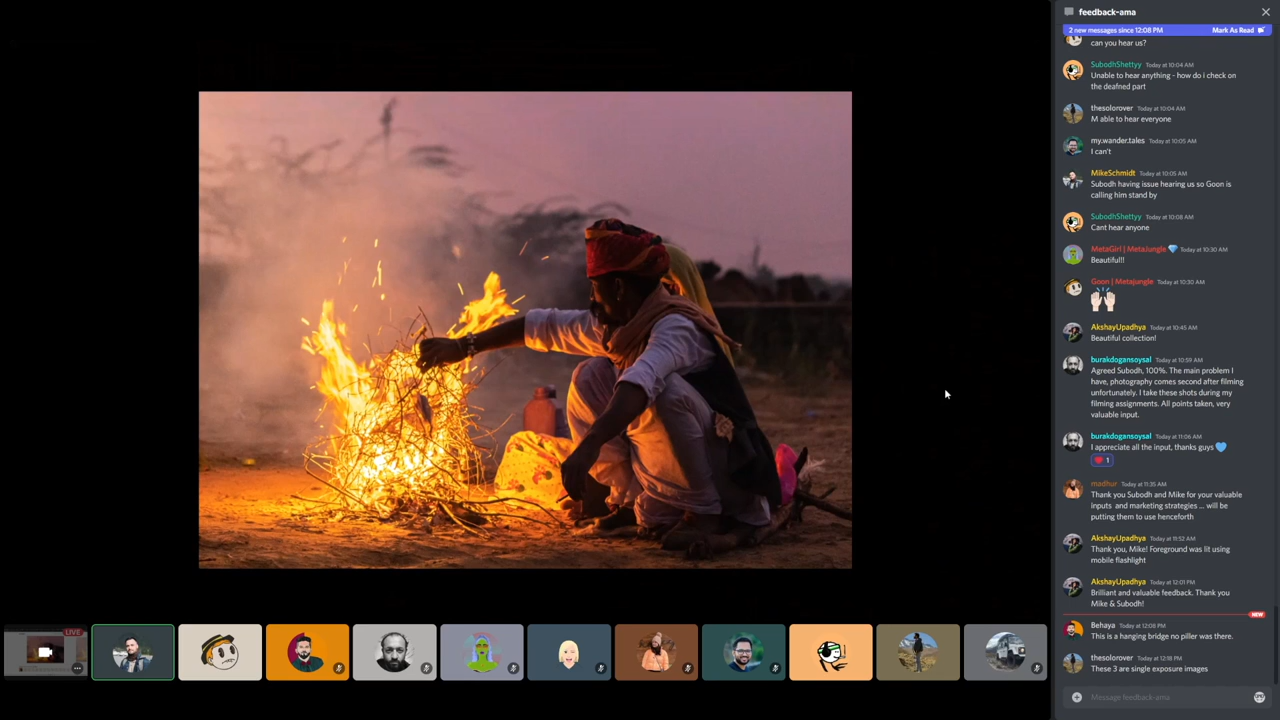 feedback-ama
2 new messages since 12:08 PM
Mark As Read
can you hear us?
SubodhShettyy Today at 10:04 AM
Unable to hear anything - how do i check on
the deafned part
thesolorover Today at 10:04 AM
M able to hear everyone
my.wander.tales Today at 10:05 AM
I can't
MikeSchmidt Today at 10:05 AM
Subodh having issue hearing us so Goon is
calling him stand by
SubodhShettyy Today at 10:08 AM
Cant hear anyone
MetaGirl | MetaJungle Today at 10:30 AM
Beautiful!!
Goon | Metajungle Today at 10:30 AM
AkshayUpadhya Today at 10:45 AM
Beautiful collection!
burakdogansoysal Today at 10:59 AM
Agreed Subodh, 100%. The main problem I
have, photography comes second after filming
unfortunately. I take these shots during my
filming assignments. All points taken, very
valuable input.
burakdogansoysal Today at 11:06 AM
I appreciate all the input, thanks guys
1
madhur Today at 11:35 AM
Thank you Subodh and Mike for your valuable
inputs and marketing strategies ... will be
putting them to use henceforth
AkshayUpadhya Today at 11:52 AM
Thank you, Mike! Foreground was lit using
mobile flashlight
AkshayUpadhya Today at 12:01 PM
Brilliant and valuable feedback. Thank you
Mike & Subodh!
NEW
Behaya Today at 12:08 PM
This is a hanging bridge no piller was there.
thesolorover Today at 12:18 PM
These 3 are single exposure images
Message feedback-ama
LIVE